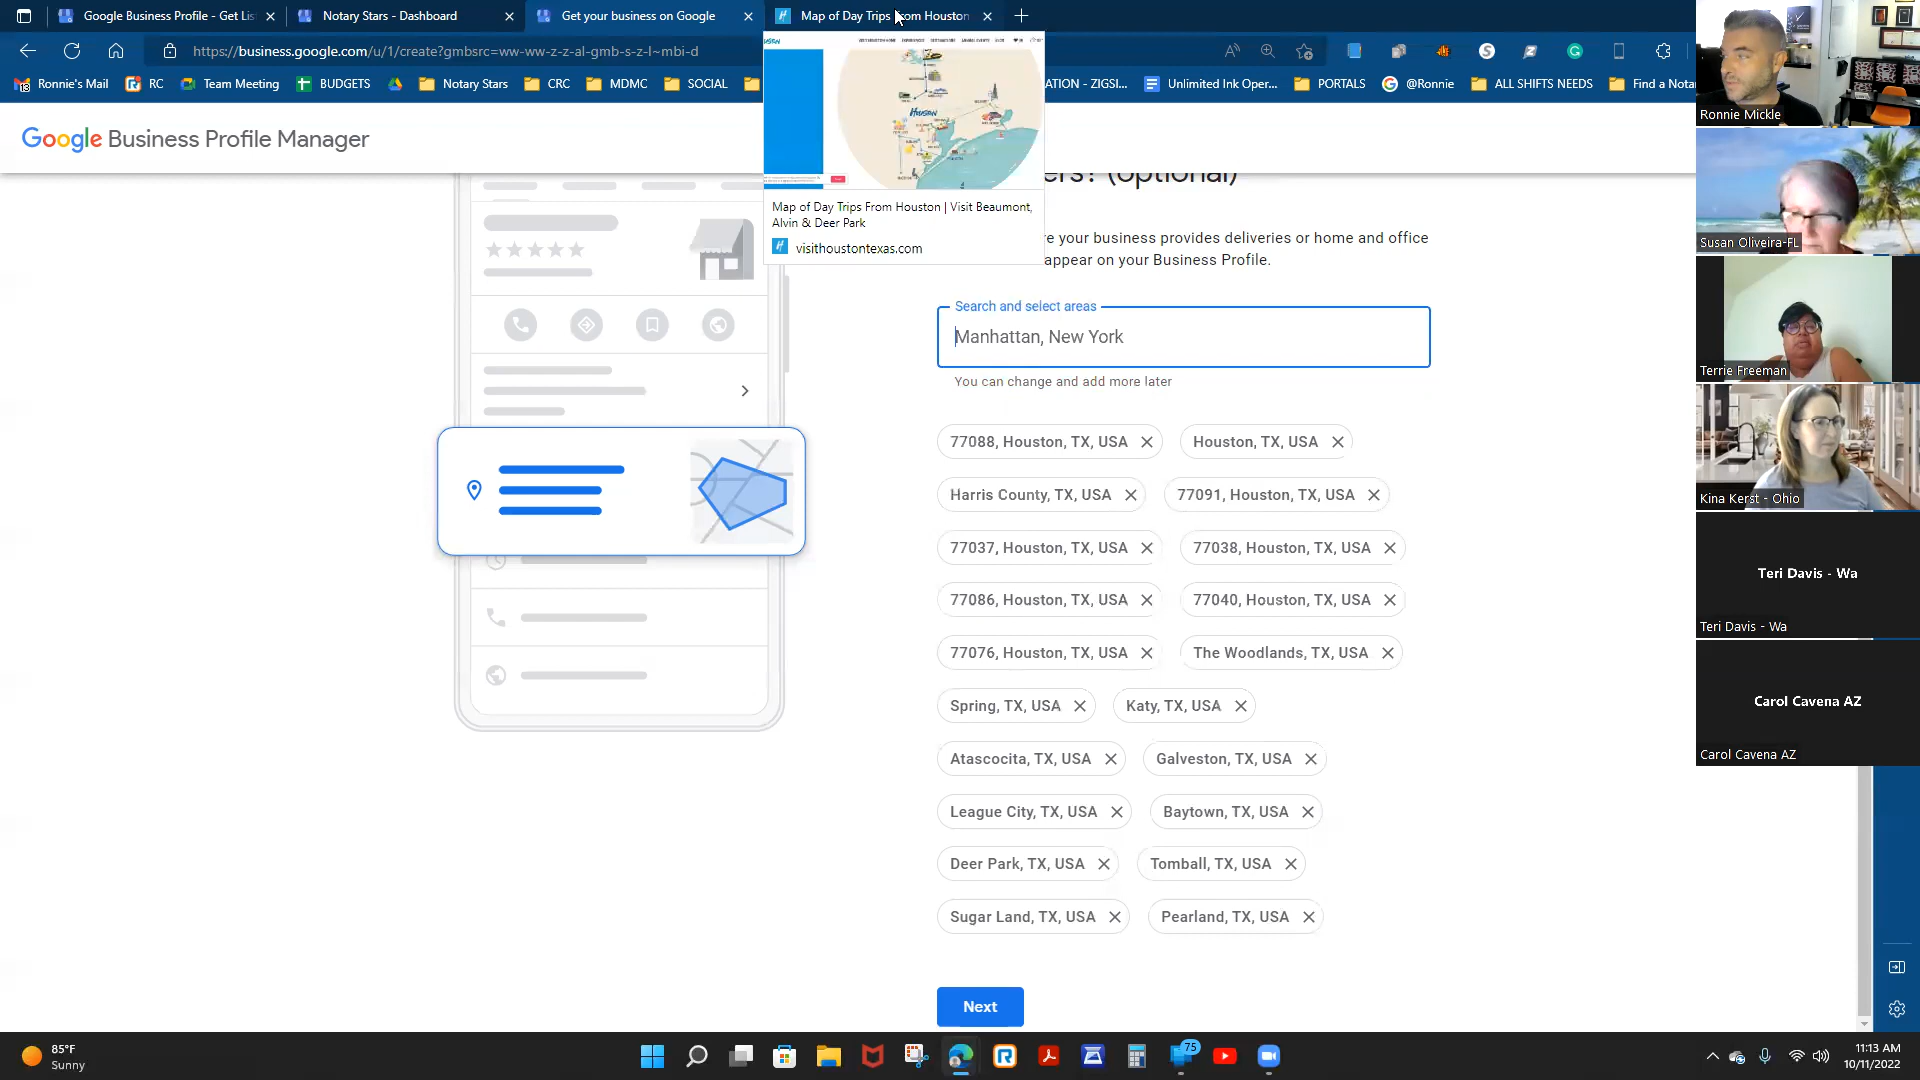 Google Business Profile - Get Lis
Notary Stars - Dashboard
Get your business on Google
Map of Day Trips From Houston
https://business.google.com/u/1/create?gmbsrc=ww-ww-z-z-al-gmb-s-z-l~mbi-d
Ronnie's Mail
RC
Team Meeting
BUDGETS
Notary Stars
CRC
MDMC
SOCIAL
ATION - ZIGSI...
Unlimited Ink Oper...
PORTALS
@Ronnie
ALL SHIFTS NEEDS
Find a Nota
Google Business Profile Manager
HOUSTON
Map of Day Trips From Houston | Visit Beaumont,
Alvin & Deer Park
visithoustontexas.com
ers? (optional)
re your business provides deliveries or home and office
appear on your Business Profile.
Search and select areas
Manhattan, New York
You can change and add more later
77088, Houston, TX, USA
Houston, TX, USA
Harris County, TX, USA
77091, Houston, TX, USA
77037, Houston, TX, USA
77038, Houston, TX, USA
77086, Houston, TX, USA
77040, Houston, TX, USA
77076, Houston, TX, USA
The Woodlands, TX, USA
Spring, TX, USA
Katy, TX, USA
Atascocita, TX, USA
Galveston, TX, USA
League City, TX, USA
Baytown, TX, USA
Deer Park, TX, USA
Tomball, TX, USA
Sugar Land, TX, USA
Pearland, TX, USA
Next
Ronnie Mickle
Susan Oliveira-FL
Terrie Freeman
Kina Kerst - Ohio
Teri Davis - Wa
Teri Davis - Wa
Carol Cavena AZ
Carol Cavena AZ
85°F
Sunny
75
11:13 AM
10/11/2022